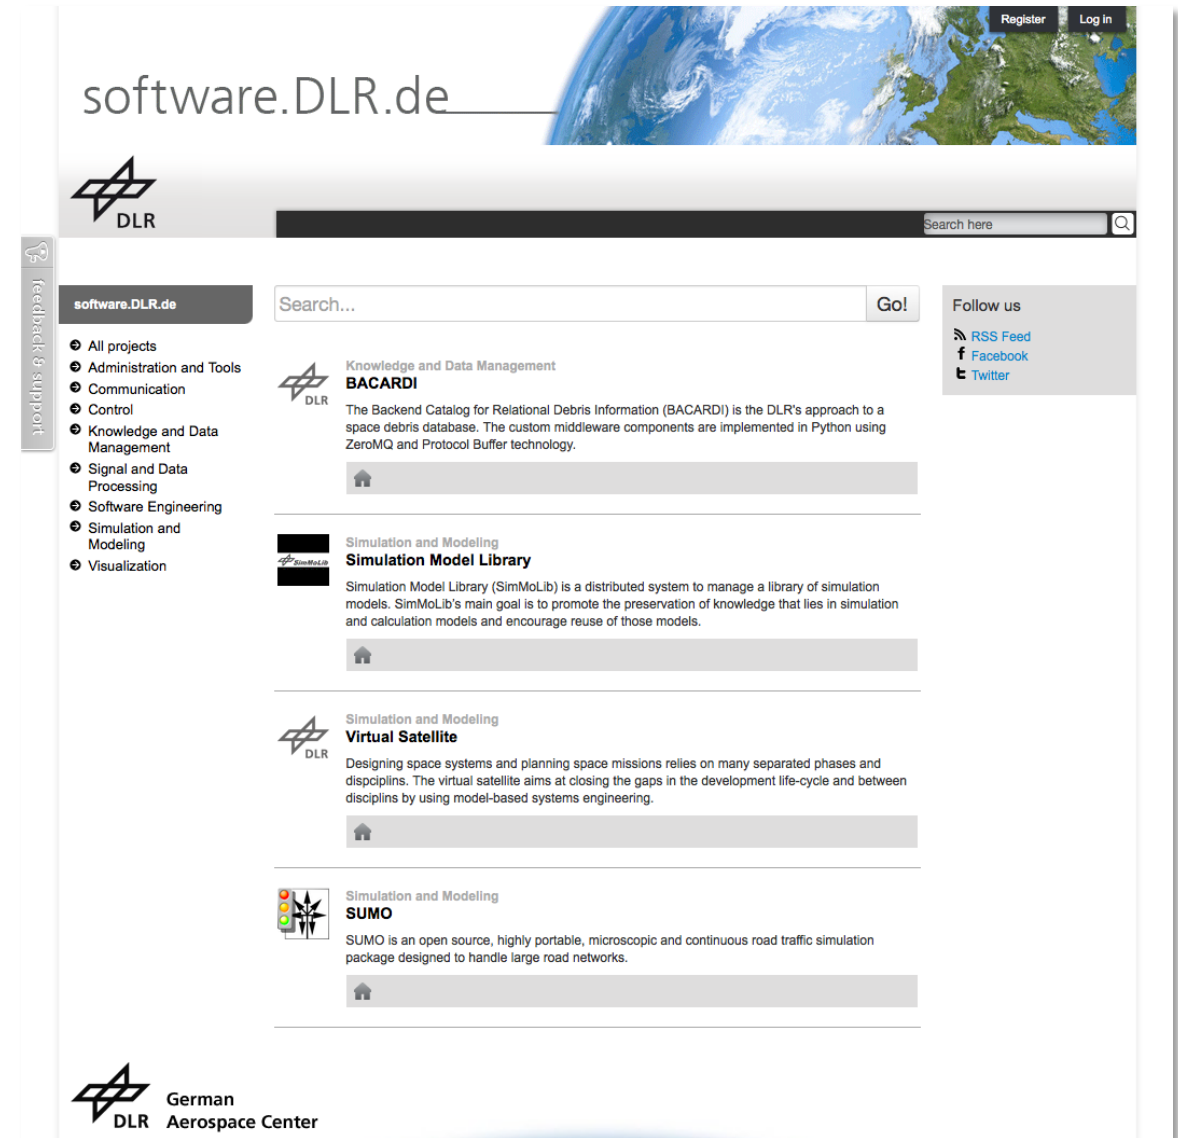 Register Log in
software.DLR.de
DLR
Search here
feedback & support
software.DLR.de
All projects
Administration and Tools
Communication
Control
Knowledge and Data
Management
Signal and Data
Processing
Software Engineering
Simulation and
Modeling
Visualization
Search... Go!
DLR
Knowledge and Data Management
BACARDI
The Backend Catalog for Relational Debris Information (BACARDI) is the DLR's approach to a
space debris database. The custom middleware components are implemented in Python using
ZeroMQ and Protocol Buffer technology.
SimMoLib
Simulation and Modeling
Simulation Model Library
Simulation Model Library (SimMoLib) is a distributed system to manage a library of simulation
models. SimMoLib's main goal is to promote the preservation of knowledge that lies in simulation
and calculation models and encourage reuse of those models.
DLR
Simulation and Modeling
Virtual Satellite
Designing space systems and planning space missions relies on many separated phases and
dispciplins. The virtual satellite aims at closing the gaps in the development life-cycle and between
disciplins by using model-based systems engineering.
Simulation and Modeling
SUMO
SUMO is an open source, highly portable, microscopic and continuous road traffic simulation
package designed to handle large road networks.
Follow us
RSS Feed
Facebook
Twitter
DLR
German
Aerospace Center